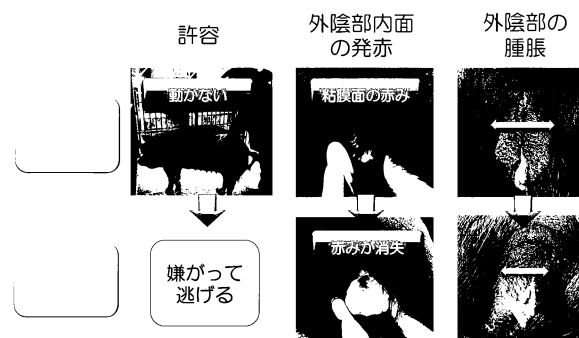 許容
外陰部内面
の発赤
外陰部の
腫脹
動かない
粘膜面の赤み
嫌がって
逃げる
赤みが消失